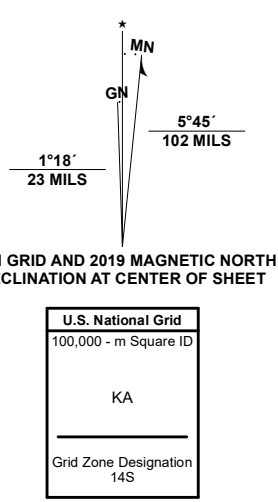 ★
MN
GN
5°45´
102 MILS
1°18´
23 MILS
GRID AND 2019 MAGNETIC NORTH
CLINATION AT CENTER OF SHEET
U.S. National Grid
100,000 - m Square ID
KA
Grid Zone Designation
14S